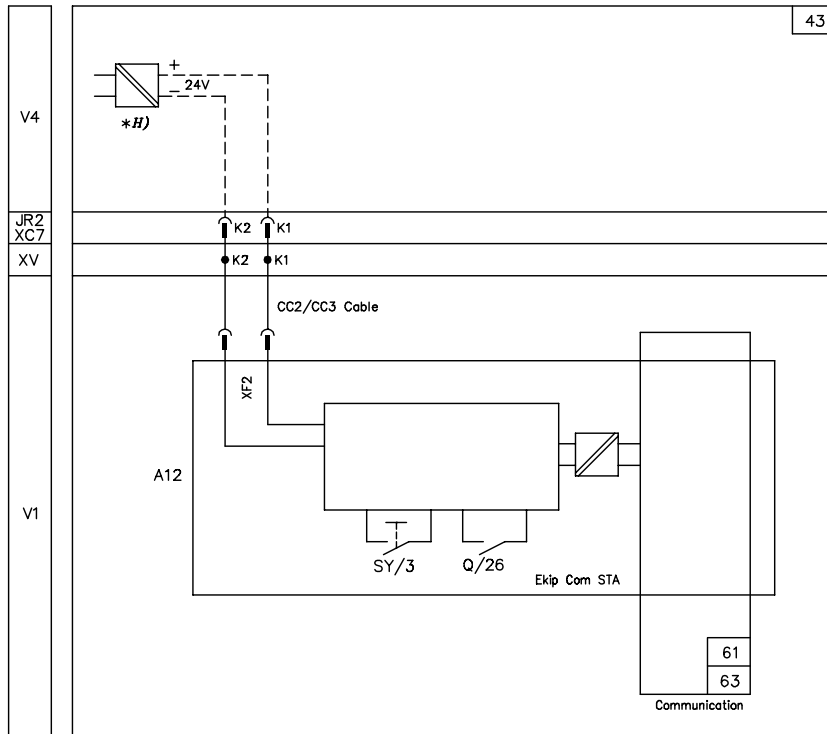 43
+
24V
−
*H)
V4
JR2
XC7
K2
K1
XV
K2
K1
CC2/CC3 Cable
XF2
A12
V1
SY/3
Q/26
Ekip Com STA
61
63
Communication